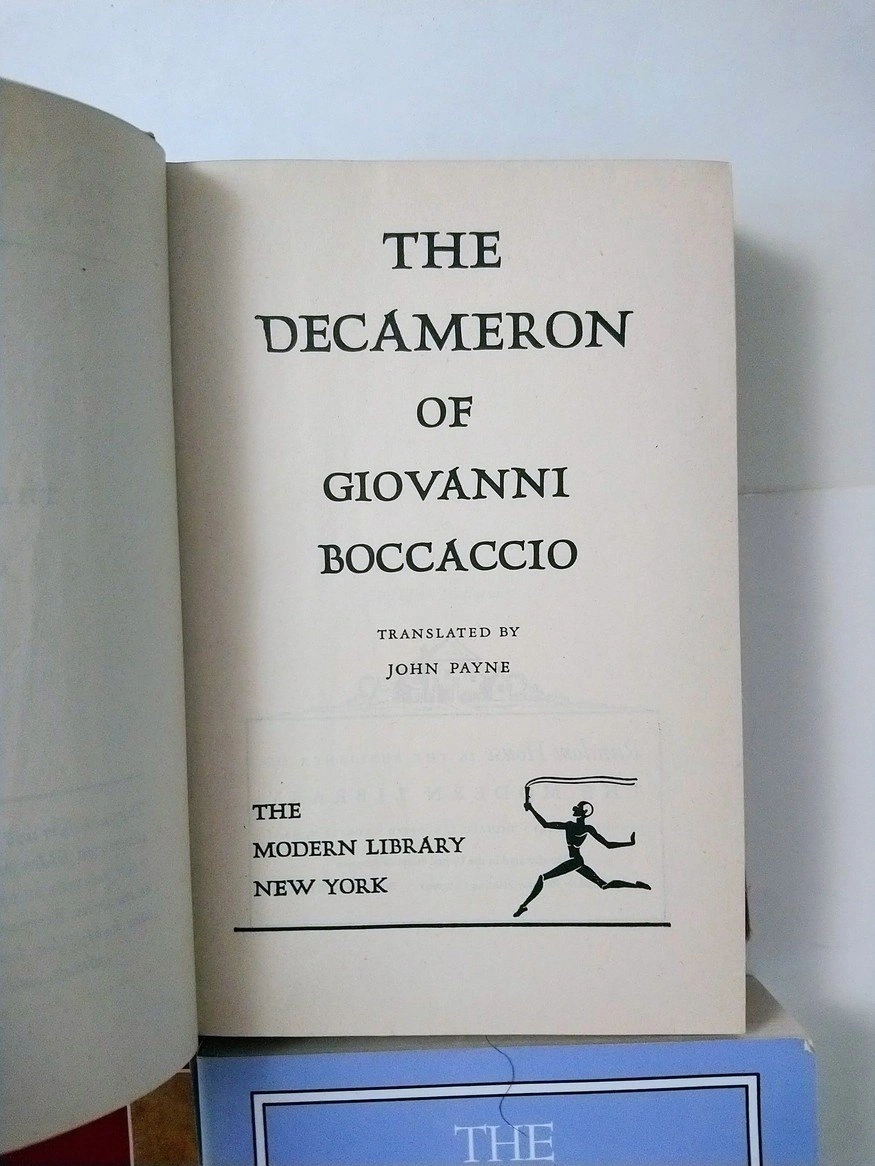 THE
DECAMERON
OF
GIOVANNI
BOCCACCIO
TRANSLATED BY
JOHN PAYNE
THE
MODERN LIBRARY
NEW YORK
THE